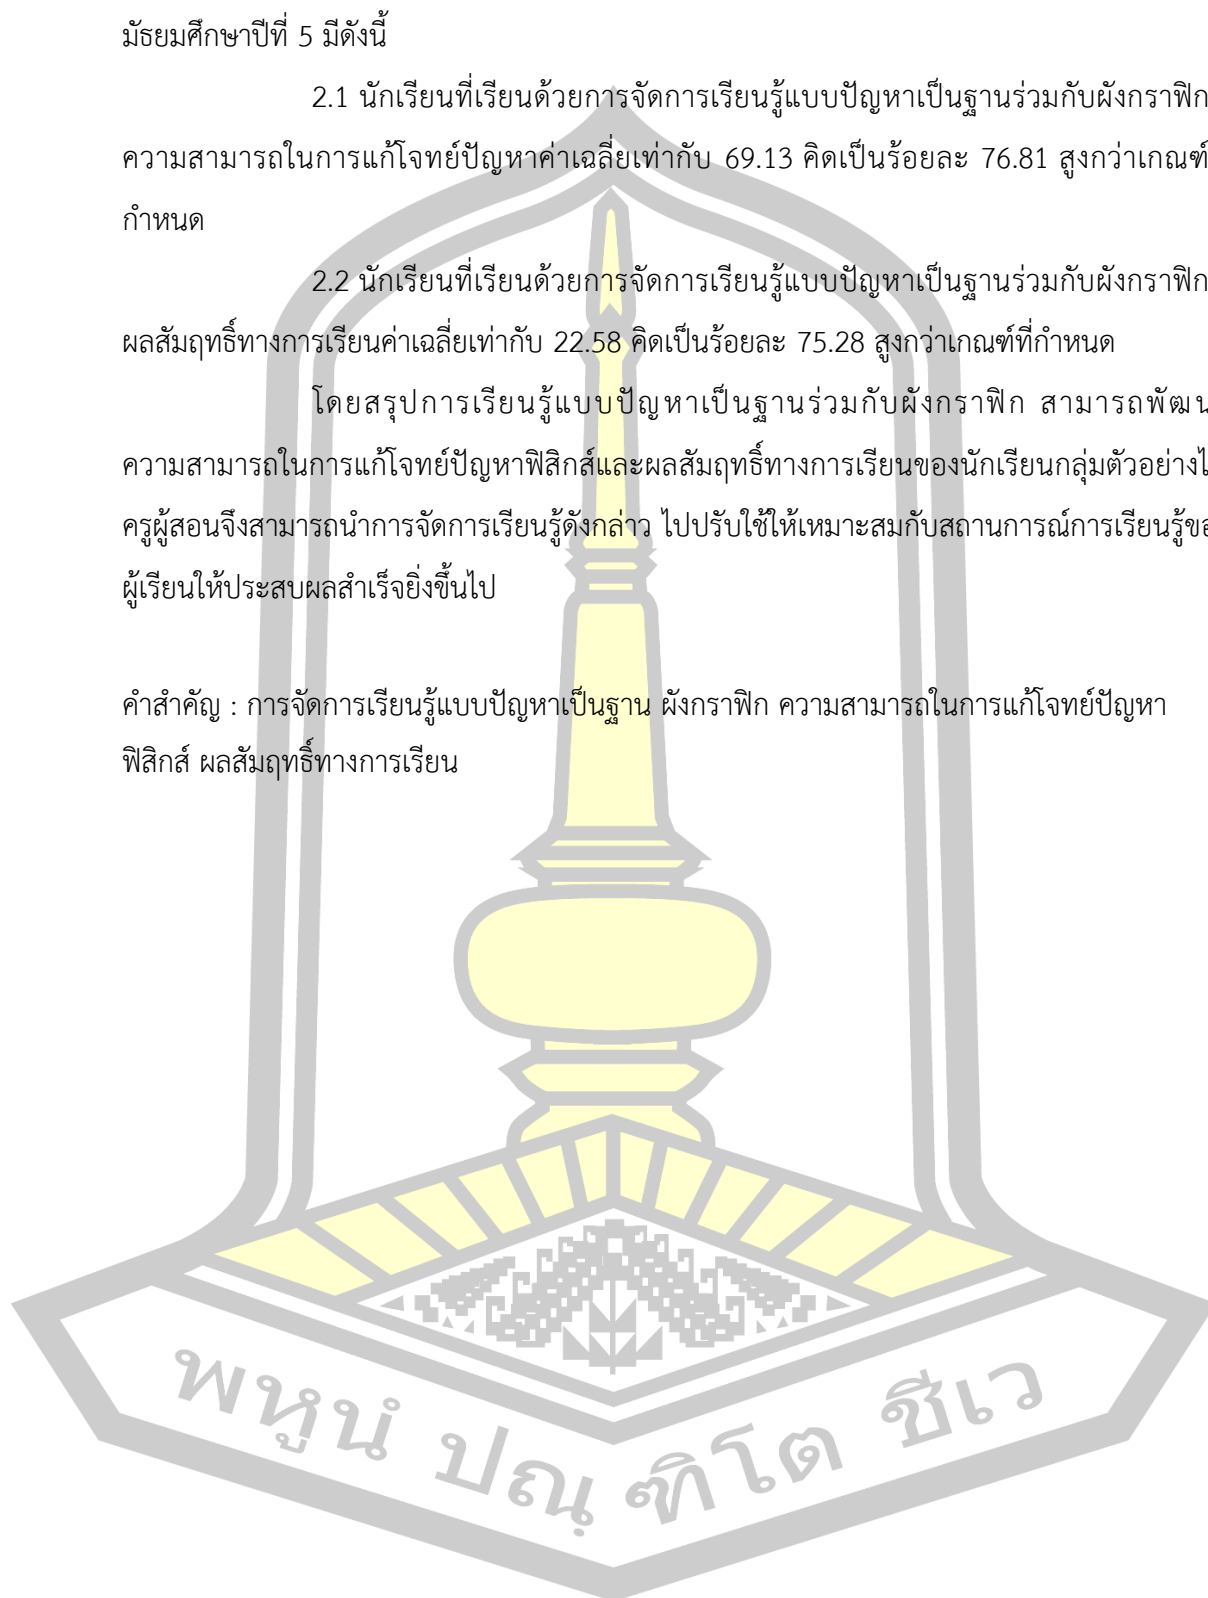 มัธยมศึกษาปีที่ 5 มีดังนี้
2.1 นักเรียนที่เรียนด้วยการจัดการเรียนรู้แบบปัญหาเป็นฐานร่วมกับผังกราฟิก
ความสามารถในการแก้โจทย์ปัญหาค่าเฉลี่ยเท่ากับ 69.13 คิดเป็นร้อยละ 76.81 สูงกว่าเกณฑ์
กำหนด
2.2 นักเรียนที่เรียนด้วยการจัดการเรียนรู้แบบปัญหาเป็นฐานร่วมกับผังกราฟิก
ผลสัมฤทธิ์ทางการเรียนค่าเฉลี่ยเท่ากับ 22.58 คิดเป็นร้อยละ 75.28 สูงกว่าเกณฑ์ที่กำหนด
โดยสรุปการเรียนรู้แบบปัญหาเป็นฐานร่วมกับผังกราฟิก สามารถพัฒน
ความสามารถในการแก้โจทย์ปัญหาฟิสิกส์และผลสัมฤทธิ์ทางการเรียนของนักเรียนกลุ่มตัวอย่างไ
ครูผู้สอนจึงสามารถนำการจัดการเรียนรู้ดังกล่าว ไปปรับใช้ให้เหมาะสมกับสถานการณ์การเรียนรู้ขอ
ผู้เรียนให้ประสบผลสำเร็จยิ่งขึ้นไป
คำสำคัญ : การจัดการเรียนรู้แบบปัญหาเป็นฐาน ผังกราฟิก ความสามารถในการแก้โจทย์ปัญหา
ฟิสิกส์ ผลสัมฤทธิ์ทางการเรียน
พหูนํ ปณฺฑิโต ชีเว